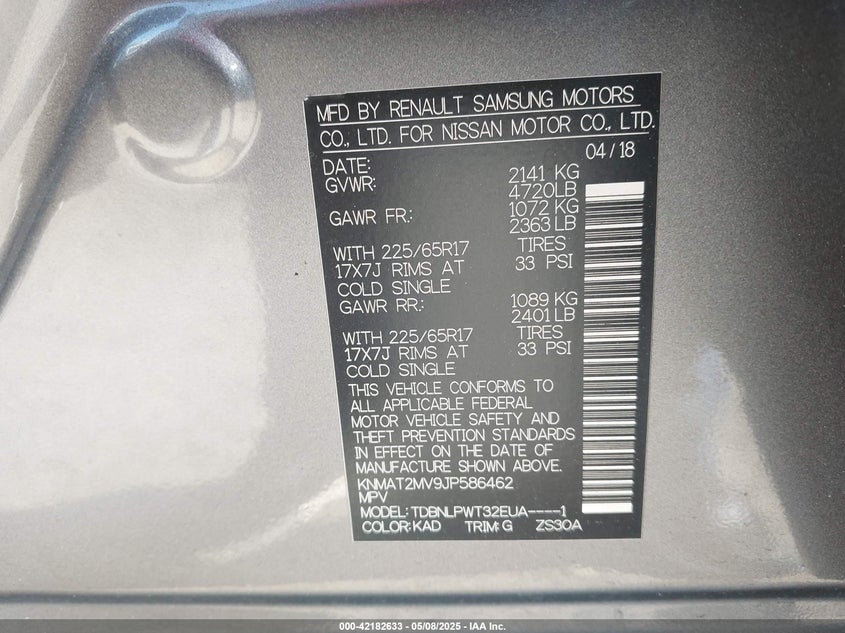 MFD BY RENAULT SAMSUNG MOTORS
CO., LTD. FOR NISSAN MOTOR CO., LTD.
DATE: 04/18
GVWR: 2141 KG
4720LB
GAWR FR.: 1072 KG
2363 LB
WITH 225/65R17 TIRES
17X7J RIMS AT 33 PSI
COLD SINGLE
GAWR RR.: 1089 KG
2401 LB
WITH 225/65R17 TIRES
17X7J RIMS AT 33 PSI
COLD SINGLE
THIS VEHICLE CONFORMS TO
ALL APPLICABLE FEDERAL
MOTOR VEHICLE SAFETY AND
THEFT PREVENTION STANDARDS
IN EFFECT ON THE DATE OF
MANUFACTURE SHOWN ABOVE.
KNMAT2MV9JP586462
MPV
MODEL: TDBNLPWT32EUA----1
COLOR: KAD TRIM: G ZS30A
000-42182633 - 05/08/2025 - IAA Inc.